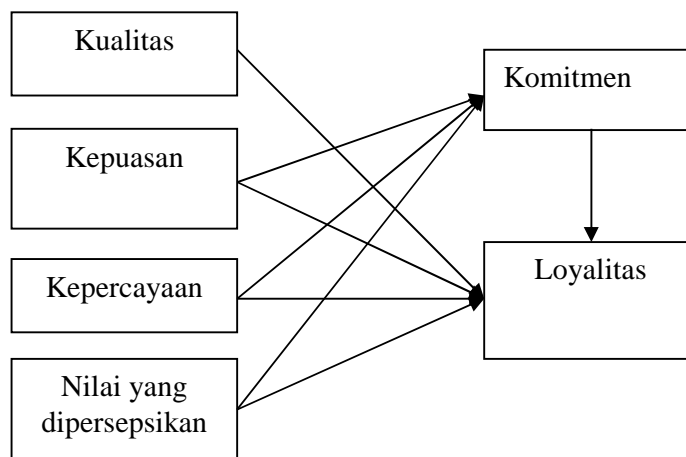 Kualitas
Kepuasan
Kepercayaan
Nilai yang
dipersepsikan
Komitmen
Loyalitas